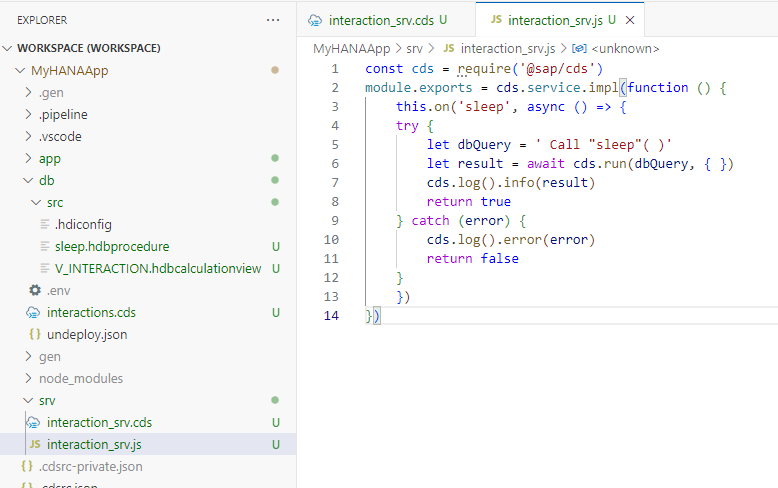 EXPLORER
WORKSPACE (WORKSPACE)
MyHANAApp
.gen
.pipeline
.vscode
app
db
src
.hdiconfig
sleep.hdbprocedure U
V_INTERACTION.hdbcalculationview U
.env
interactions.cds U
undeploy.json U
gen
node_modules
srv
interaction_srv.cds U
JS interaction_srv.js U
.cdsrc-private.json
.cdsrc.json
interaction_srv.cds U
JS interaction_srv.js U
MyHANAApp > srv > JS interaction_srv.js > <unknown>
1 const cds = require('@sap/cds')
2 module.exports = cds.service.impl(function () {
3 this.on('sleep', async () => {
4 try {
5 let dbQuery = ' Call "sleep"( )'
6 let result = await cds.run(dbQuery, { })
7 cds.log().info(result)
8 return true
9 } catch (error) {
10 cds.log().error(error)
11 return false
12 }
13 })
14 })